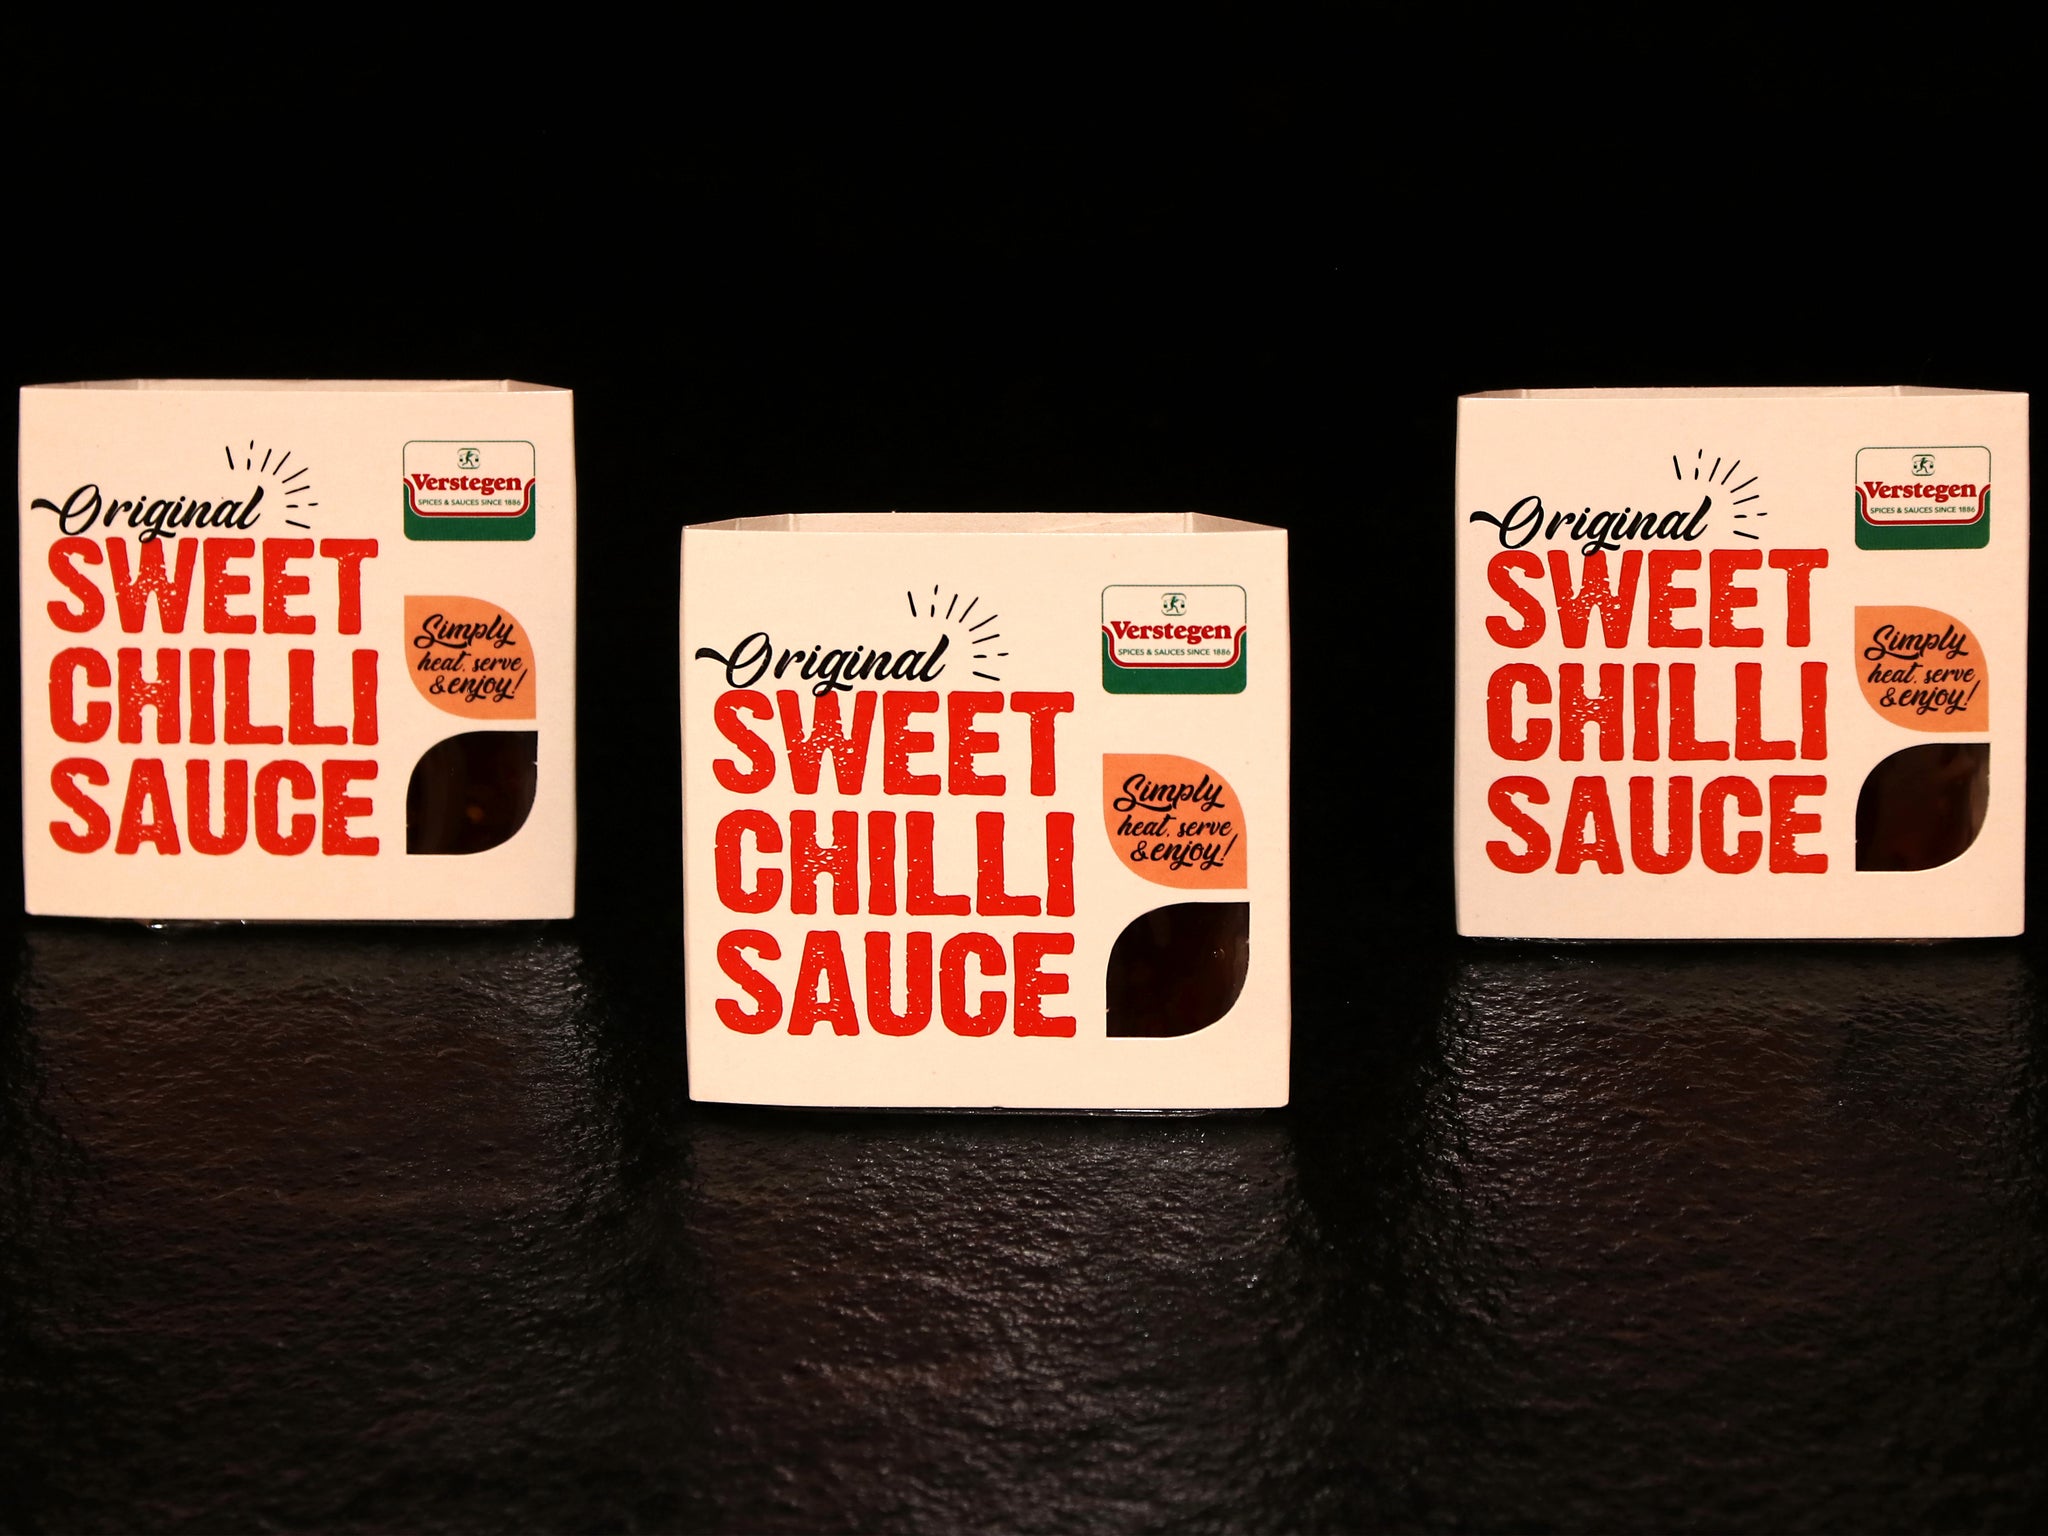 Original
SWEET
CHILLI
SAUCE
Verstegen
SPICES & SAUCES SINCE 1886
Simply
heat, serve
& enjoy!
Original
SWEET
CHILLI
SAUCE
Verstegen
SPICES & SAUCES SINCE 1886
Simply
heat, serve
& enjoy!
Original
SWEET
CHILLI
SAUCE
Verstegen
SPICES & SAUCES SINCE 1886
Simply
heat, serve
& enjoy!